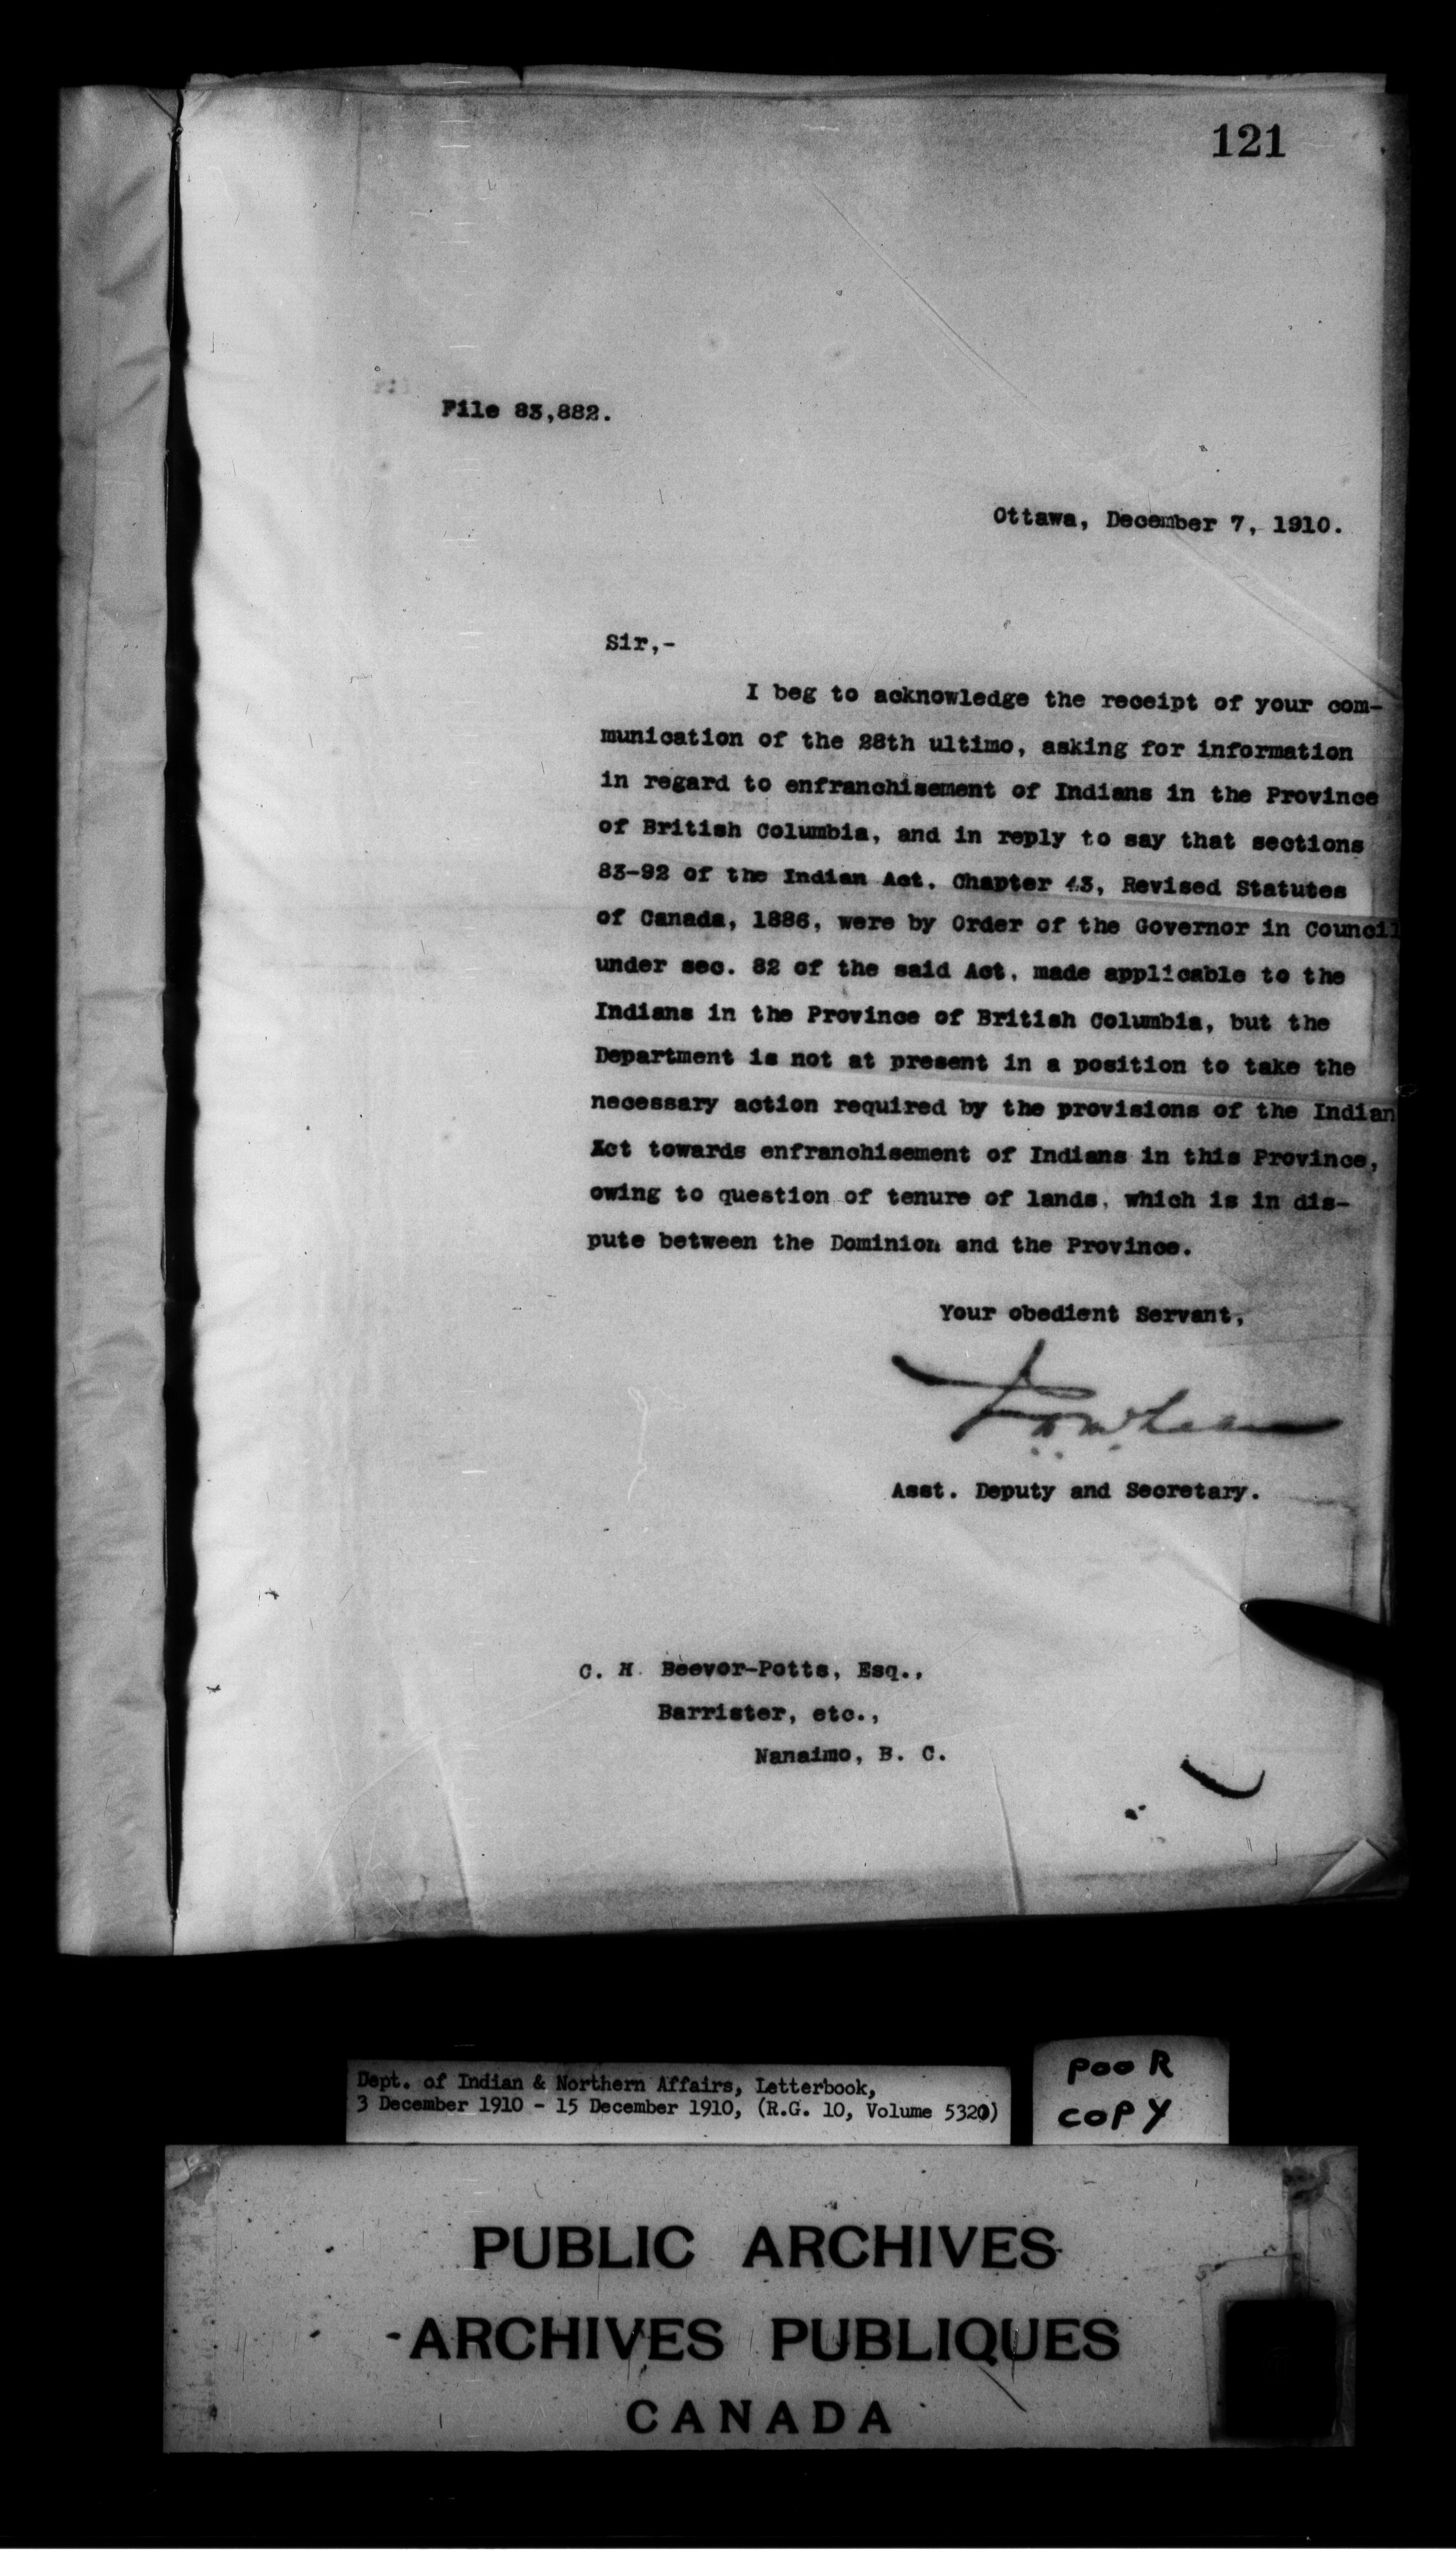 121
File 83,882.
Ottawa, December 7, 1910.
Sir,-
I beg to acknowledge the receipt of your com-
munication of the 28th ultimo, asking for information
in regard to enfranchisement of Indians in the Province
of British Columbia, and in reply to say that sections
83-92 of the Indian Act, Chapter 43, Revised Statutes
of Canada, 1886, were by Order of the Governor in Council
under sec. 82 of the said Act, made applicable to the
Indians in the Province of British Columbia, but the
Department is not at present in a position to take the
necessary action required by the provisions of the Indian
Act towards enfranchisement of Indians in this Province,
owing to question of tenure of lands, which is in dis-
pute between the Dominion and the Province.
Your obedient Servant,
Asst. Deputy and Secretary.
C. H. Beevor-Potts, Esq.,
Barrister, etc.,
Nanaimo, B. C.
Dept. of Indian & Northern Affairs, Letterbook,
3 December 1910 - 15 December 1910, (R.G. 10, Volume 5320)
POOR
COPY
PUBLIC ARCHIVES
ARCHIVES PUBLIQUES
CANADA